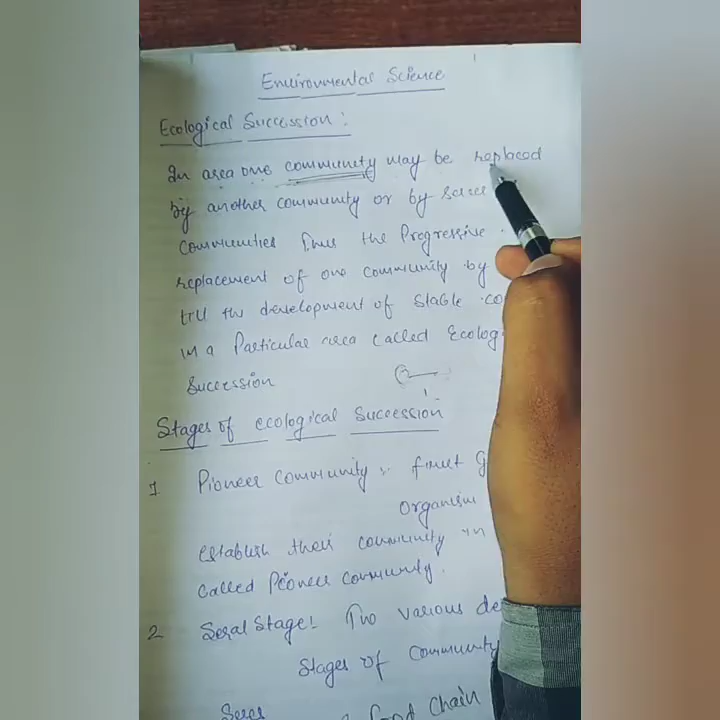 Environmental Science
Ecological Succession:
In area one community may be replaced
by another community or by
communities Thus the Progressive
replacement of one community by
till the development of Stable
in a Particular area called
Succession
Stages of ecological Succession
1 Pioneer Community: first
Organism
establish their community in
called Pioneer community.
2 Seral Stage! The various
Stages of Community
Food Chain